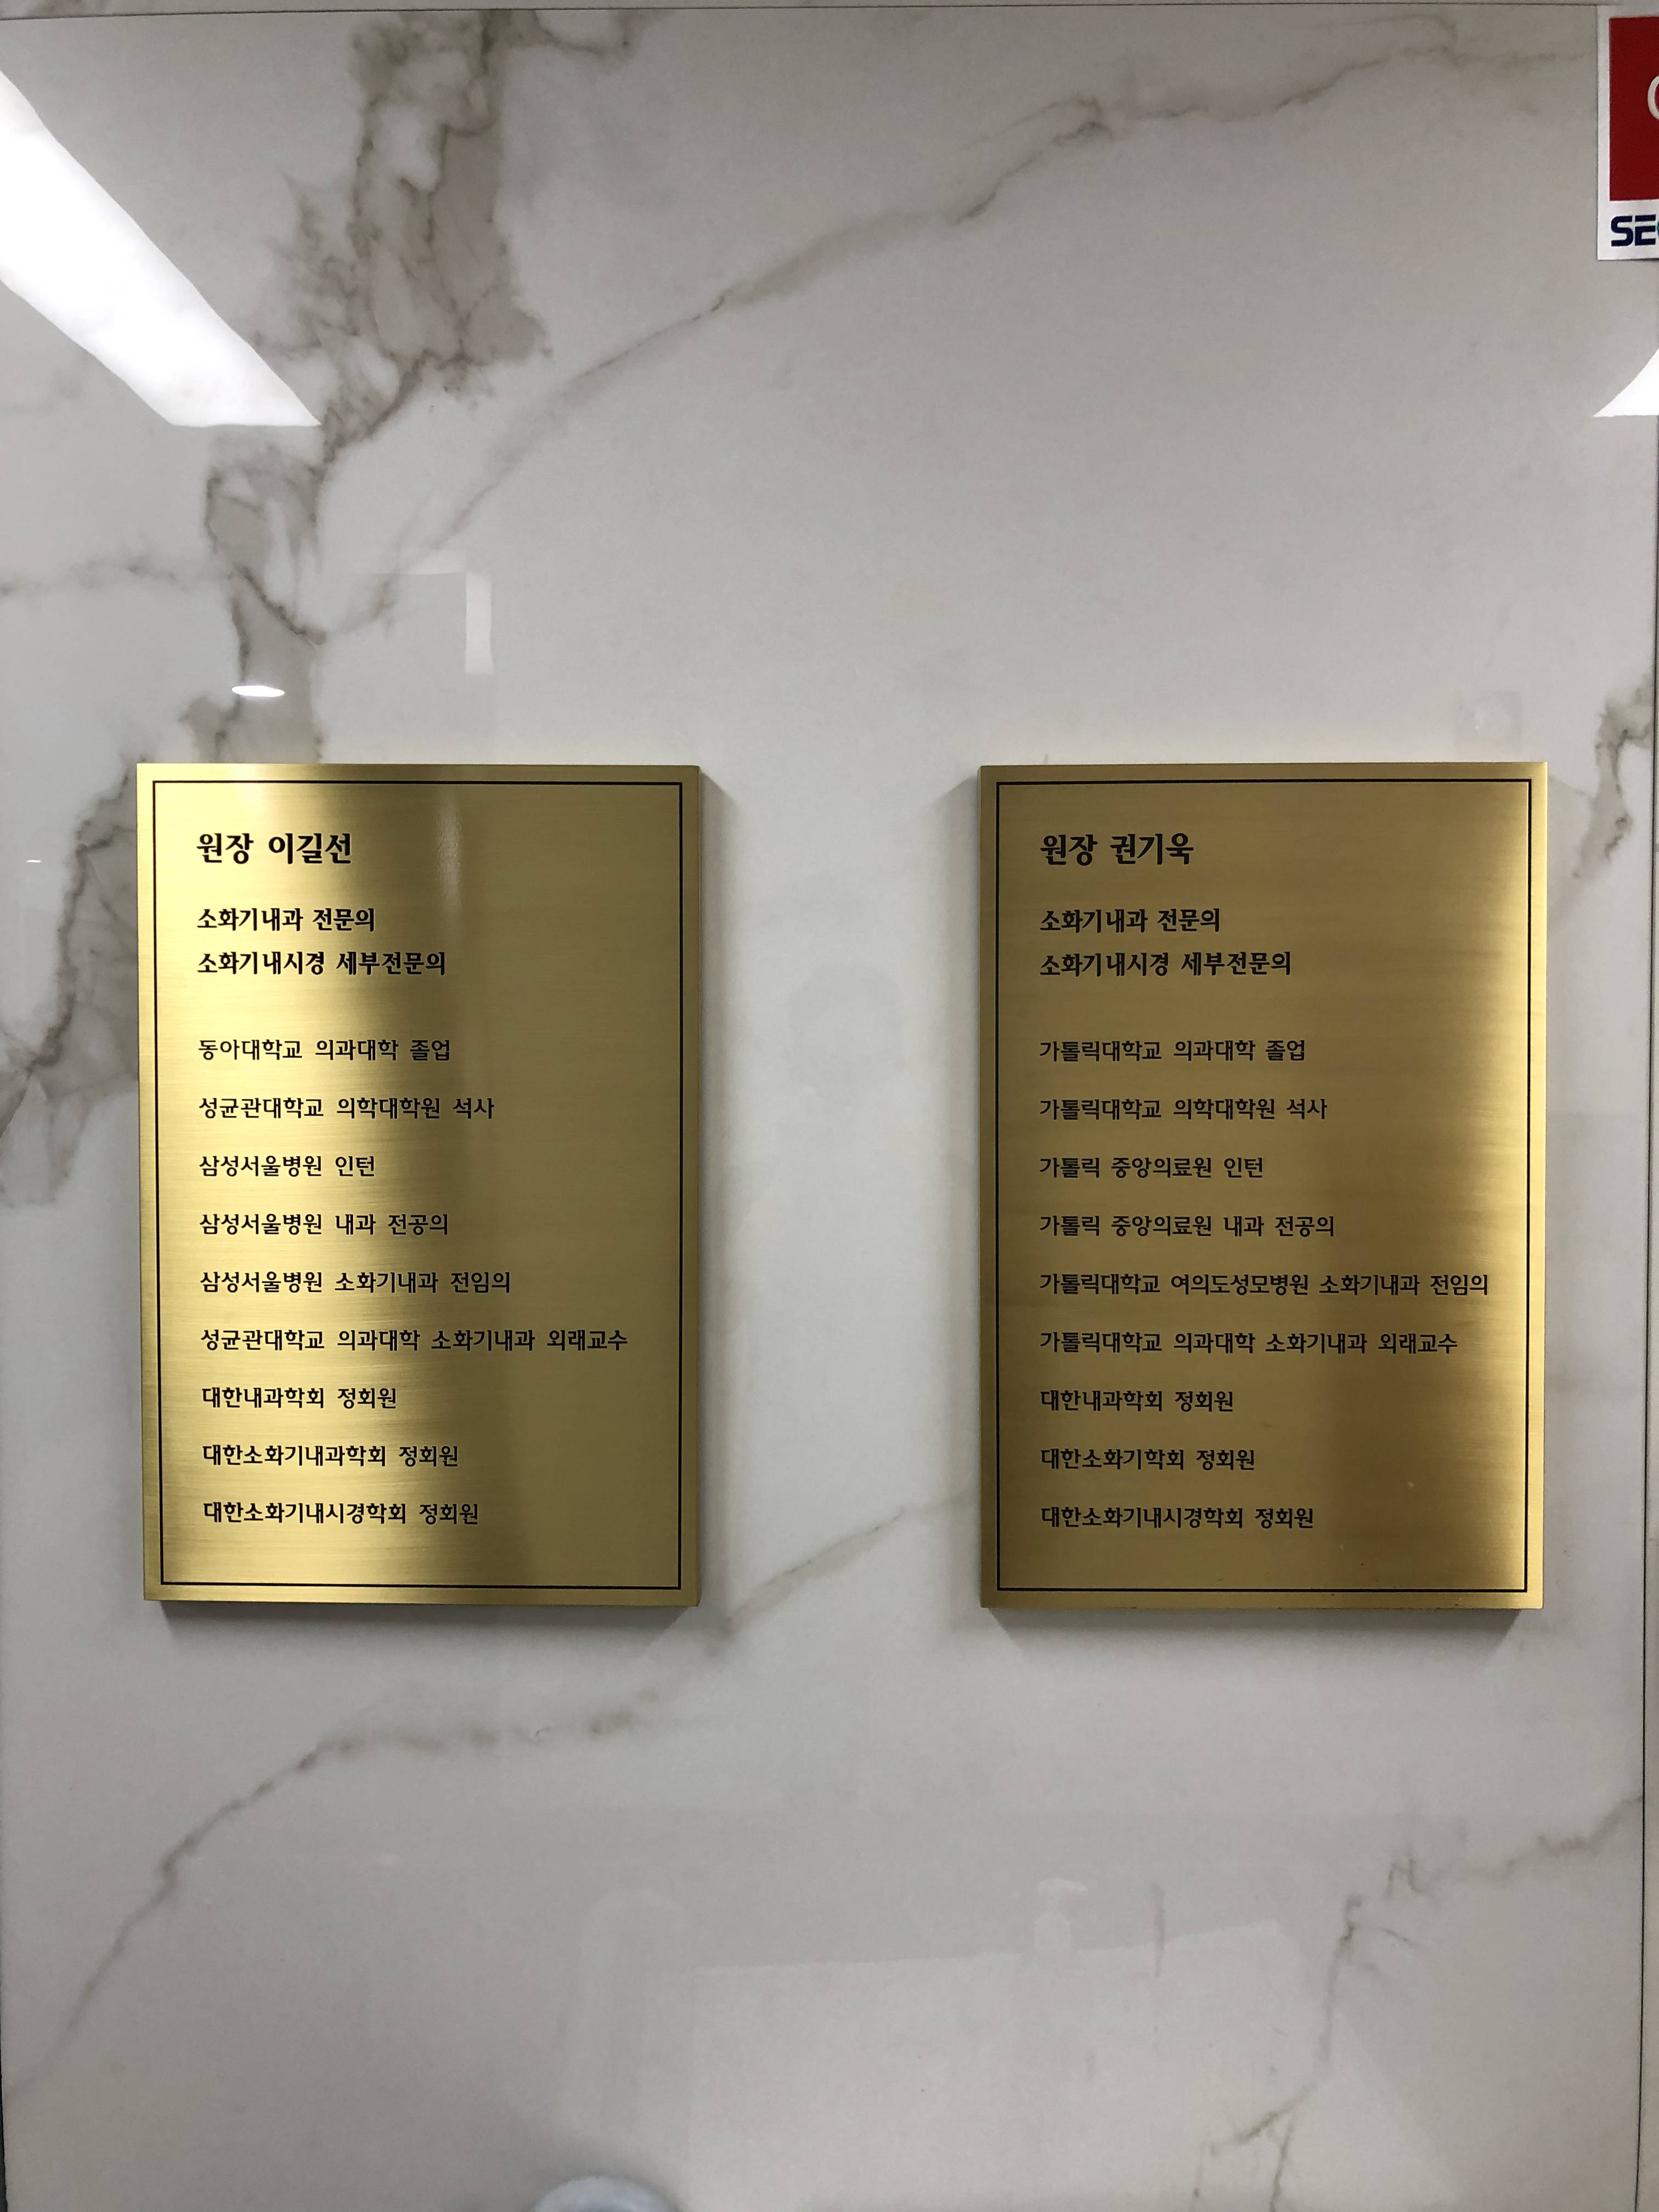 원장 이길선
소화기내과 전문의
소화기내시경 세부전문의
동아대학교 의과대학 졸업
성균관대학교 의학대학원 석사
삼성서울병원 인턴
삼성서울병원 내과 전공의
삼성서울병원 소화기내과 전임의
성균관대학교 의과대학 소화기내과 외래교수
대한내과학회 정회원
대한소화기내과학회 정회원
대한소화기내시경학회 정회원
원장 권기욱
소화기내과 전문의
소화기내시경 세부전문의
가톨릭대학교 의과대학 졸업
가톨릭대학교 의학대학원 석사
가톨릭 중앙의료원 인턴
가톨릭 중앙의료원 내과 전공의
가톨릭대학교 여의도성모병원 소화기내과 전임의
가톨릭대학교 의과대학 소화기내과 외래교수
대한내과학회 정회원
대한소화기학회 정회원
대한소화기내시경학회 정회원